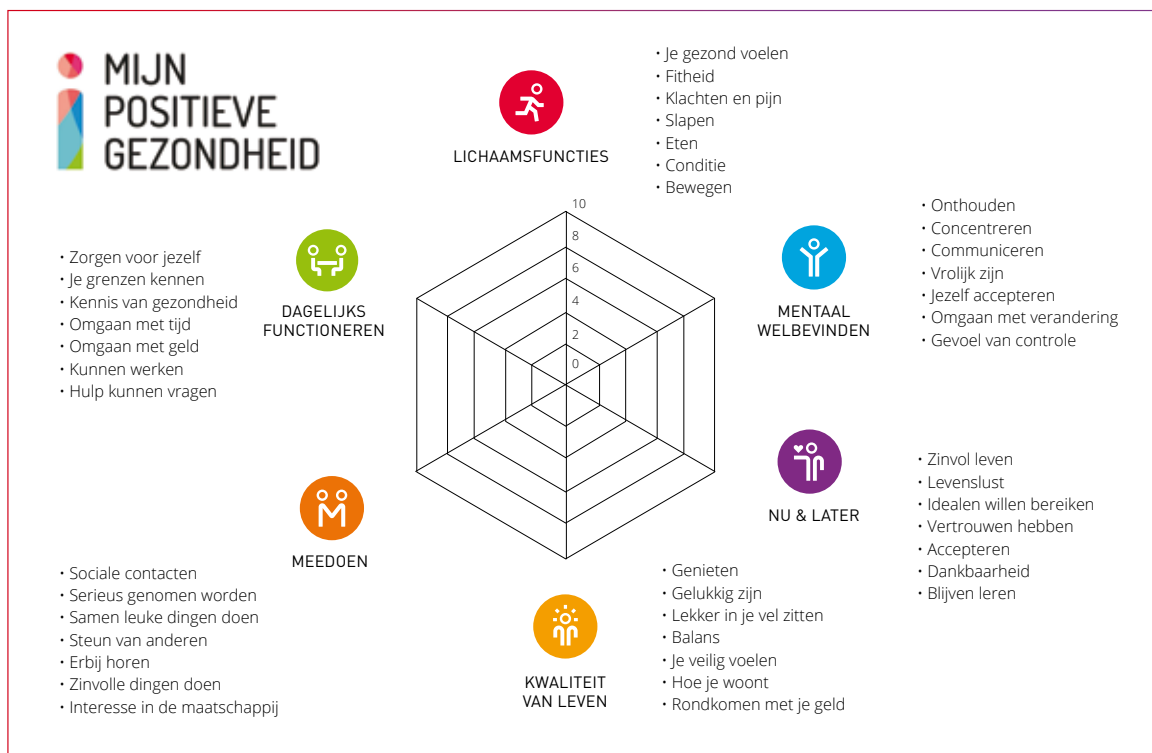 MIJN
POSITIEVE
GEZONDHEID
LICHAAMSFUNCTIES
• Je gezond voelen
• Fitheid
• Klachten en pijn
• Slapen
• Eten
• Conditie
• Bewegen
MENTAAL
WELBEVINDEN
• Onthouden
• Concentreren
• Communiceren
• Vrolijk zijn
• Jezelf accepteren
• Omgaan met verandering
• Gevoel van controle
NU & LATER
• Zinvol leven
• Levenslust
• Idealen willen bereiken
• Vertrouwen hebben
• Accepteren
• Dankbaarheid
• Blijven leren
KWALITEIT
VAN LEVEN
• Genieten
• Gelukkig zijn
• Lekker in je vel zitten
• Balans
• Je veilig voelen
• Hoe je woont
• Rondkomen met je geld
MEEDOEN
• Sociale contacten
• Serieus genomen worden
• Samen leuke dingen doen
• Steun van anderen
• Erbij horen
• Zinvolle dingen doen
• Interesse in de maatschappij
DAGELIJKS
FUNCTIONEREN
• Zorgen voor jezelf
• Je grenzen kennen
• Kennis van gezondheid
• Omgaan met tijd
• Omgaan met geld
• Kunnen werken
• Hulp kunnen vragen
10
8
6
4
2
0